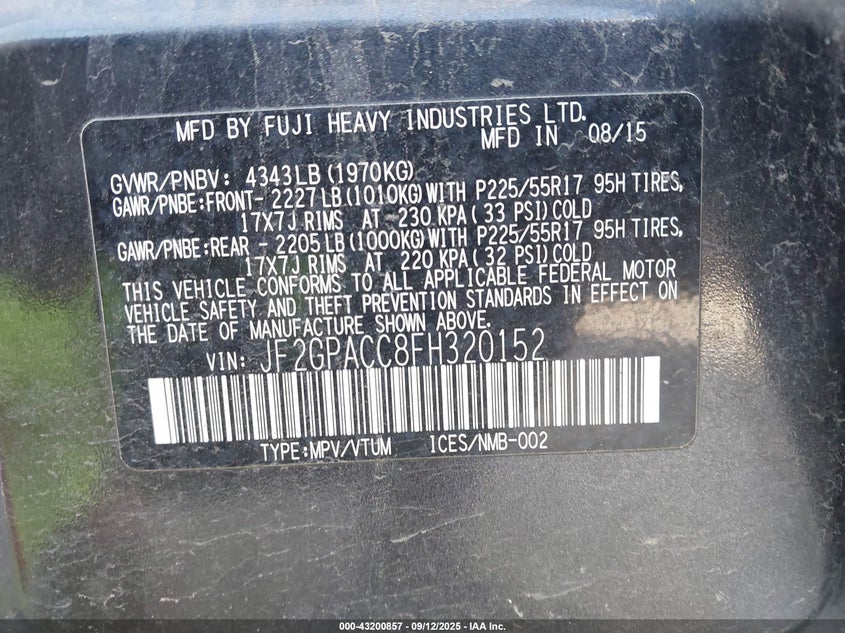 MFD BY FUJI HEAVY INDUSTRIES LTD.
MFD IN 08/15
GVWR/PNBV: 4343LB (1970KG)
GAWR/PNBE:FRONT- 2227LB (1010KG) WITH P225/55R17 95H TIRES,
17X7J RIMS AT 230 KPA ( 33 PSI) COLD
GAWR/PNBE:REAR - 2205LB (1000KG) WITH P225/55R17 95H TIRES,
17X7J RIMS AT 220 KPA ( 32 PSI) COLD
THIS VEHICLE CONFORMS TO ALL APPLICABLE FEDERAL MOTOR
VEHICLE SAFETY AND THEFT PREVENTION STANDARDS IN EFFECT ON
THE DATE OF MANUFACTURE SHOWN ABOVE.
VIN: JF2GPACC8FH320152
TYPE:MPV/VTUM ICES/NMB-002
000-43200857 - 09/12/2025 - IAA Inc.